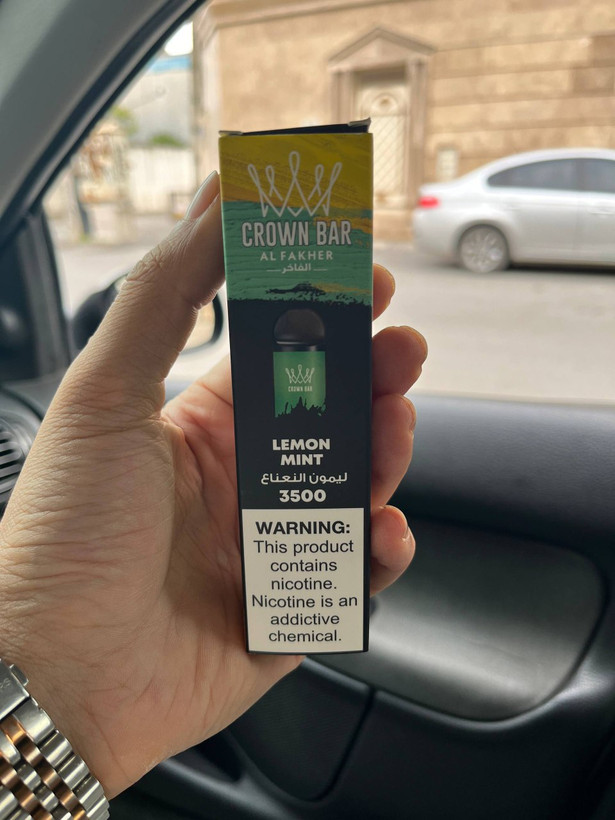 CROWN BAR
AL FAKHER
الفاخر
CROWN BAR
LEMON
MINT
ليمون النعناع
3500
WARNING:
This product
contains
nicotine.
Nicotine is an
addictive
chemical.